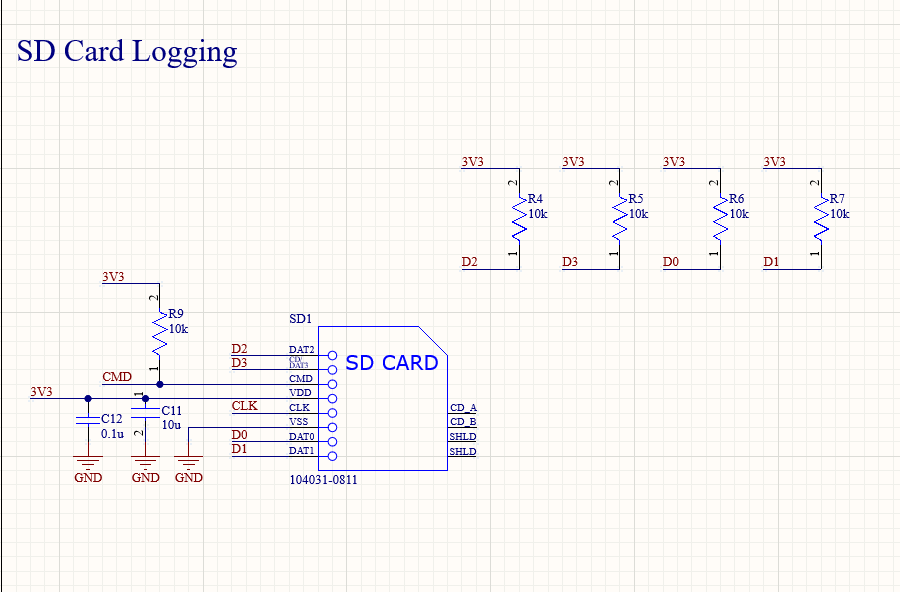 SD Card Logging
3V3 3V3 3V3 3V3
2 2 2 2
R4 R5 R6 R7
10k 10k 10k 10k
1 1 1 1
D2 D3 D0 D1
3V3
2
R9
10k
1
SD1
SD CARD
D2 DAT2
D3 CD/
DAT3
CMD CMD
3V3 VDD
CLK CLK
VSS
D0 DAT0
D1 DAT1
CD_A
CD_B
SHLD
SHLD
1
C12 C11
0.1u 10u
2
GND GND GND
104031-0811